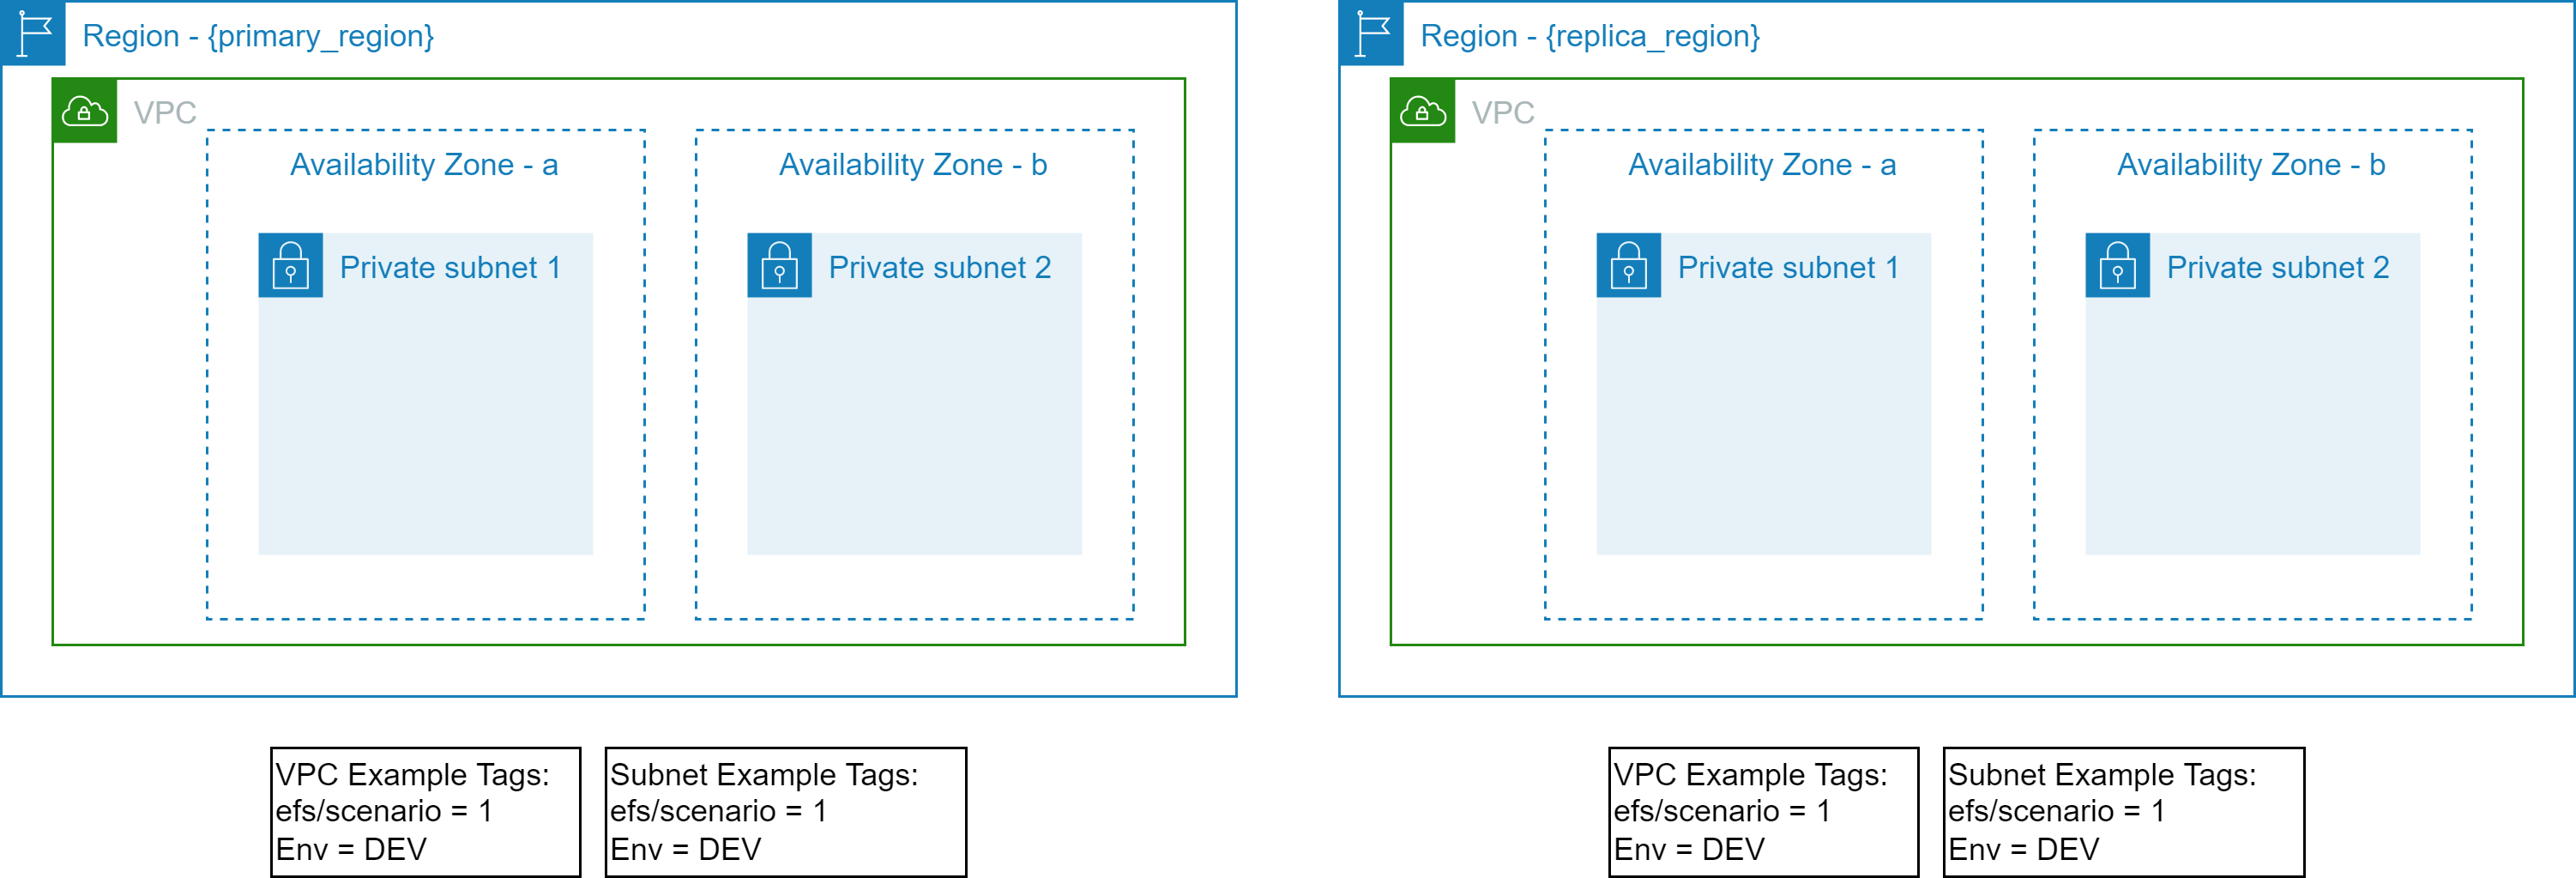 Region - {primary_region}
VPC
Availability Zone - a
Private subnet 1
Availability Zone - b
Private subnet 2
VPC Example Tags:
efs/scenario = 1
Env = DEV
Subnet Example Tags:
efs/scenario = 1
Env = DEV
Region - {replica_region}
VPC
Availability Zone - a
Private subnet 1
Availability Zone - b
Private subnet 2
VPC Example Tags:
efs/scenario = 1
Env = DEV
Subnet Example Tags:
efs/scenario = 1
Env = DEV